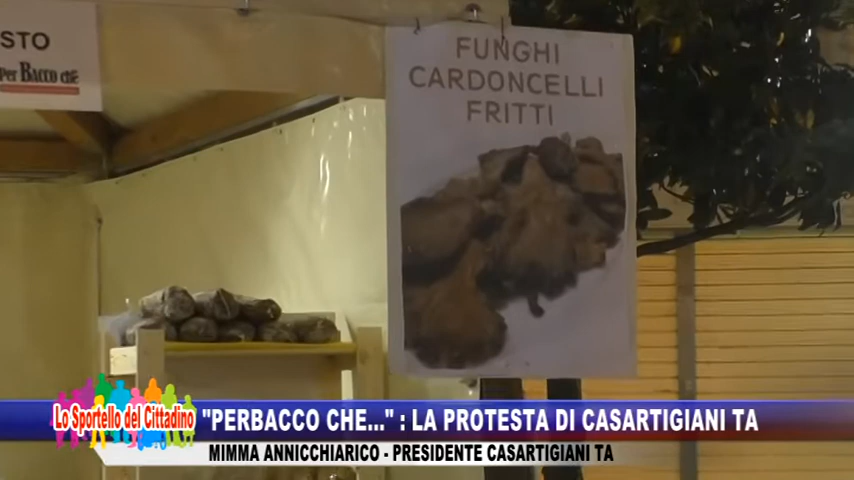 STO
Per BACCO che
FUNGHI
CARDONCELLI
FRITTI
Lo Sportello del Cittadino
"PERBACCO CHE..." : LA PROTESTA DI CASARTIGIANI TA
MIMMA ANNICCHIARICO - PRESIDENTE CASARTIGIANI TA